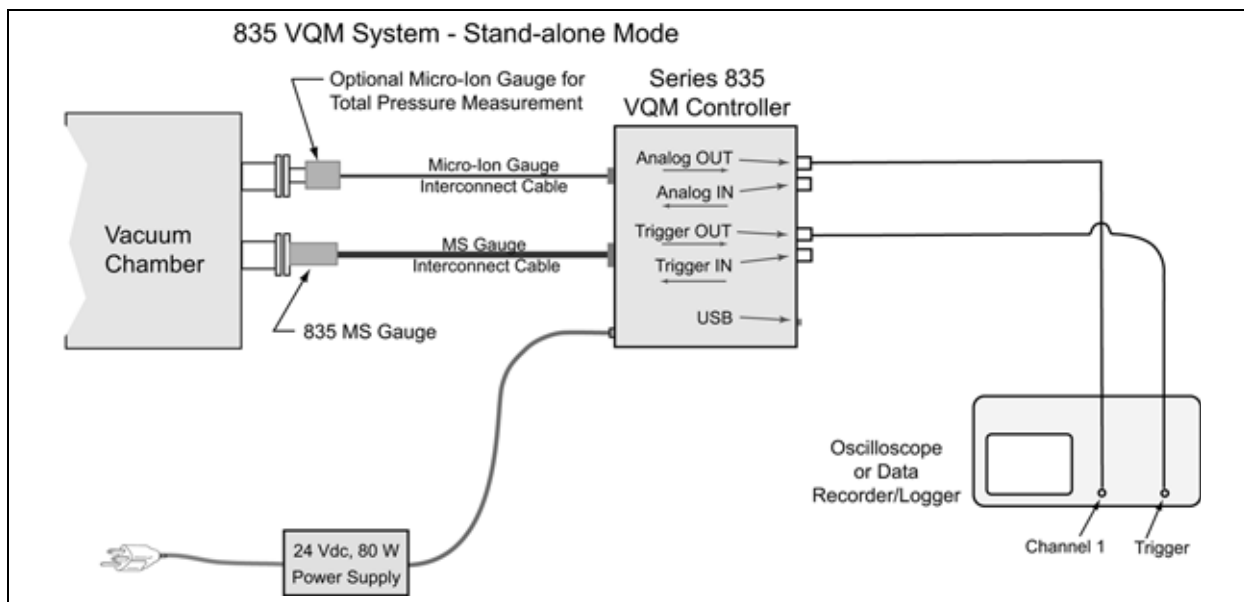 835 VQM System - Stand-alone Mode
Optional Micro-Ion Gauge for
Total Pressure Measurement
Series 835
VQM Controller
Micro-Ion Gauge
Interconnect Cable
Analog OUT
Analog IN
Vacuum
Chamber
MS Gauge
Interconnect Cable
Trigger OUT
Trigger IN
USB
835 MS Gauge
Oscilloscope
or Data
Recorder/Logger
Channel 1
Trigger
24 Vdc, 80 W
Power Supply